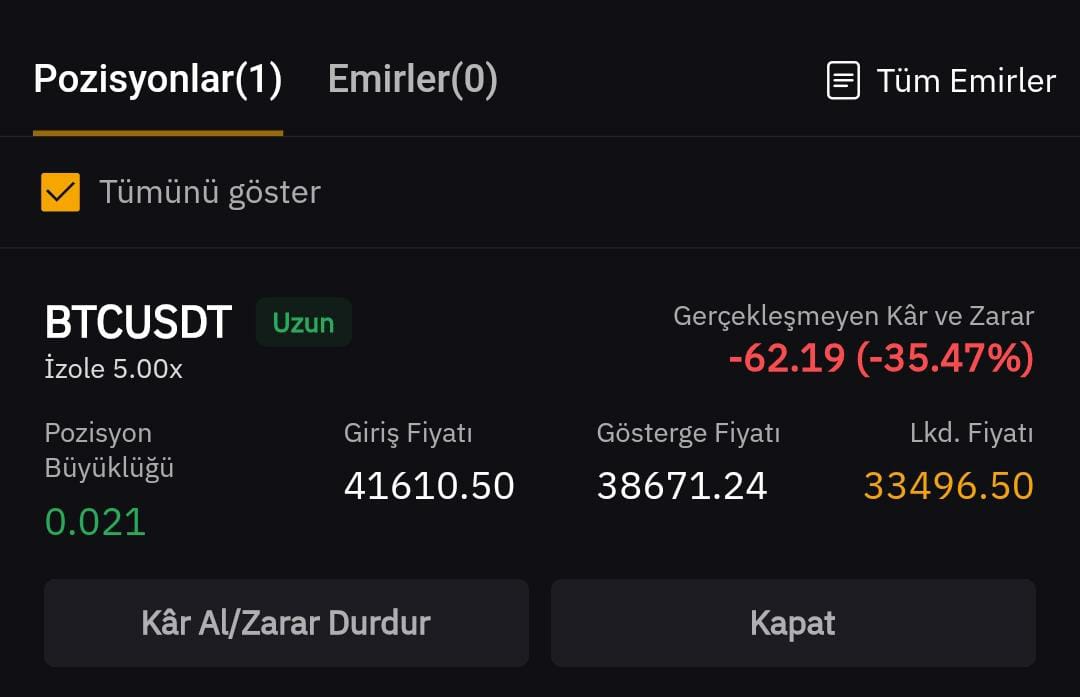 Pozisyonlar(1) Emirler(0) Tüm Emirler
Tümünü göster
BTCUSDT Uzun
İzole 5.00x
Gerçekleşmeyen Kâr ve Zarar
-62.19 (-35.47%)
Pozisyon
Büyüklüğü
0.021
Giriş Fiyatı
41610.50
Gösterge Fiyatı
38671.24
Lkd. Fiyatı
33496.50
Kâr Al/Zarar Durdur
Kapat